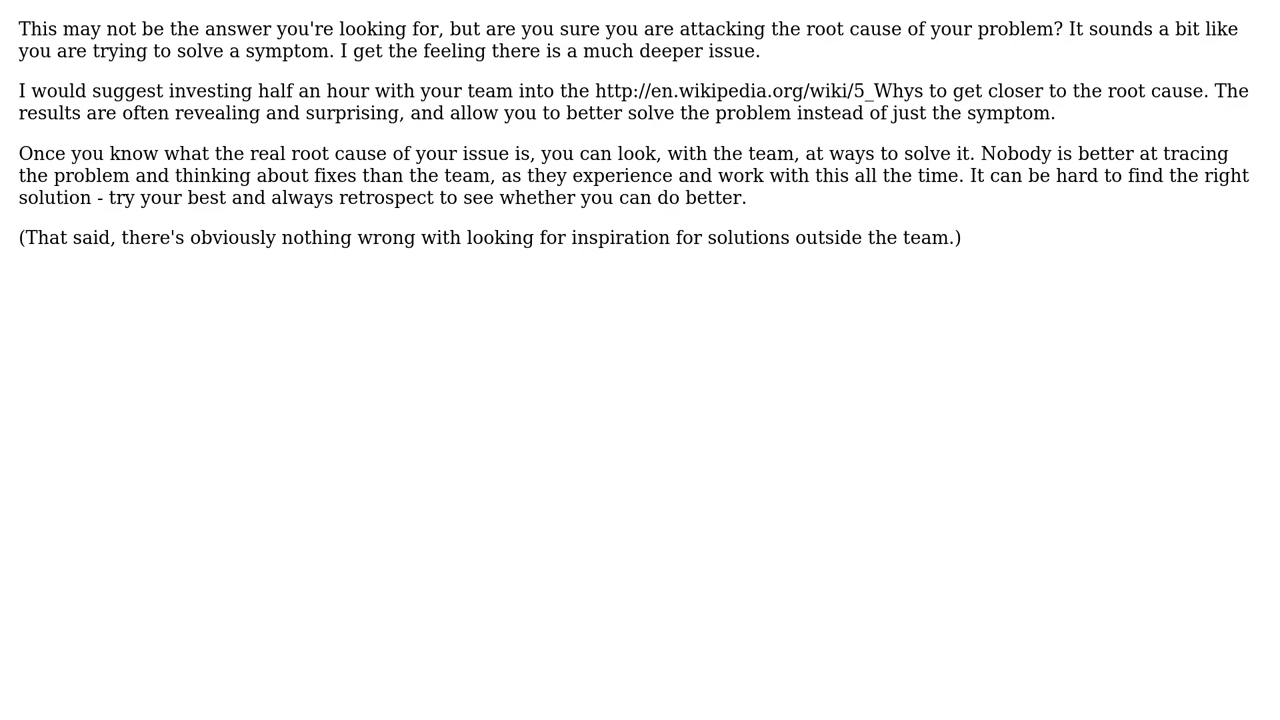 This may not be the answer you're looking for, but are you sure you are attacking the root cause of your problem? It sounds a bit like
you are trying to solve a symptom. I get the feeling there is a much deeper issue.
I would suggest investing half an hour with your team into the http://en.wikipedia.org/wiki/5_Whys to get closer to the root cause. The
results are often revealing and surprising, and allow you to better solve the problem instead of just the symptom.
Once you know what the real root cause of your issue is, you can look, with the team, at ways to solve it. Nobody is better at tracing
the problem and thinking about fixes than the team, as they experience and work with this all the time. It can be hard to find the right
solution - try your best and always retrospect to see whether you can do better.
(That said, there's obviously nothing wrong with looking for inspiration for solutions outside the team.)